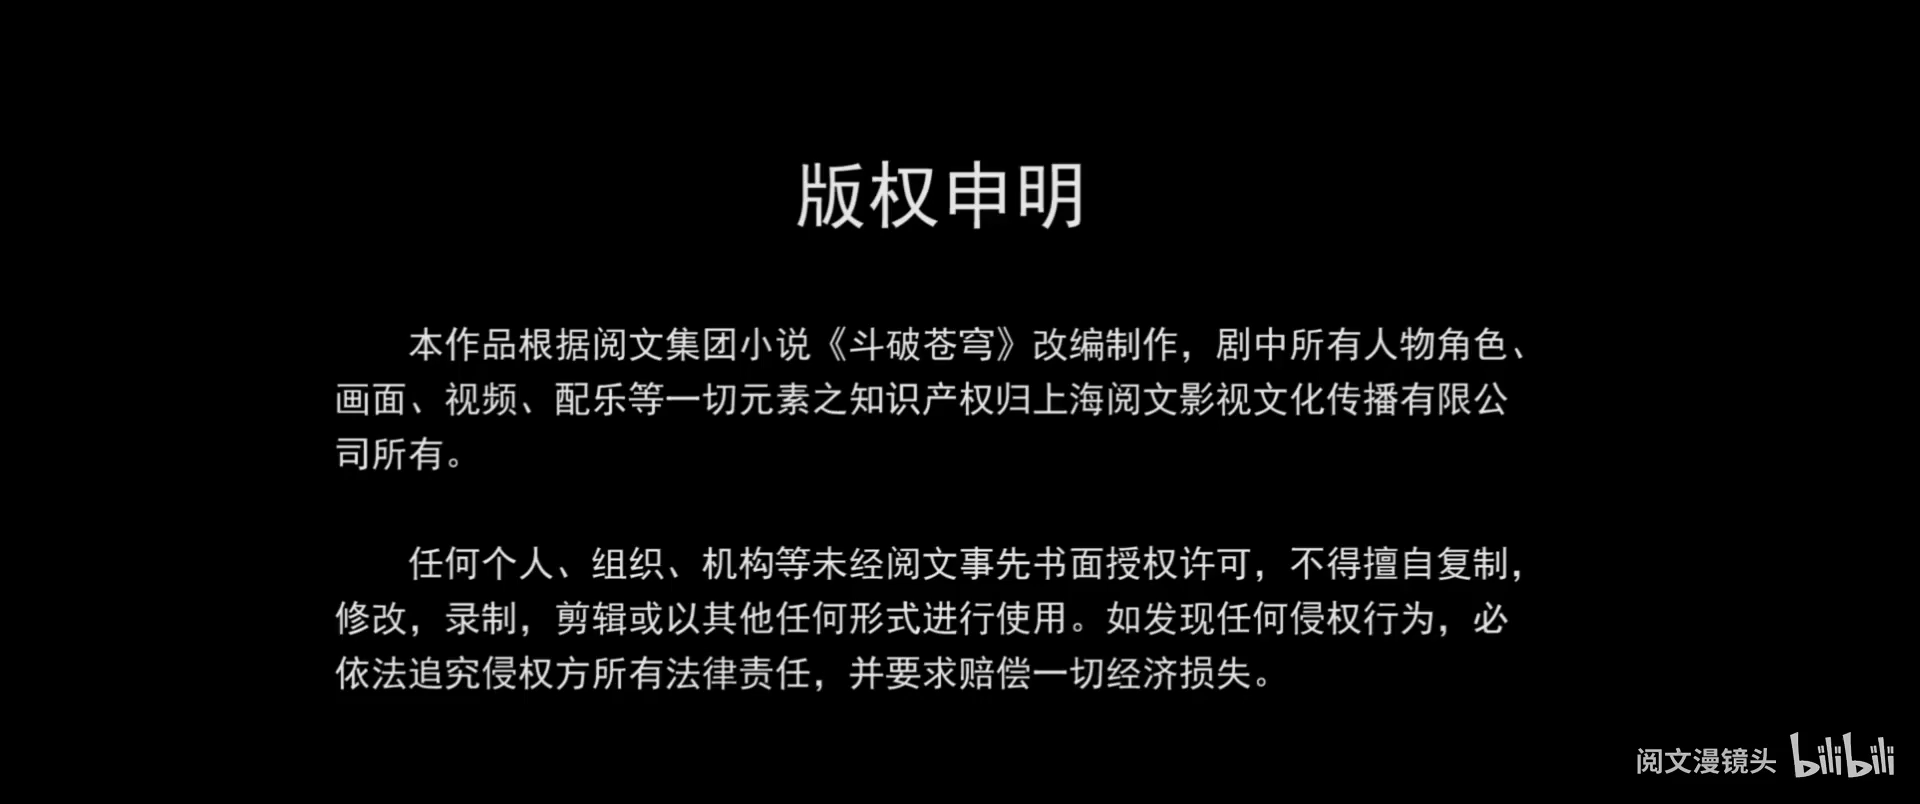 版权申明
本作品根据阅文集团小说《斗破苍穹》改编制作，剧中所有人物角色、
画面、视频、配乐等一切元素之知识产权归上海阅文影视文化传播有限公
司所有。
任何个人、组织、机构等未经阅文事先书面授权许可，不得擅自复制，
修改，录制，剪辑或以其他任何形式进行使用。如发现任何侵权行为，必
依法追究侵权方所有法律责任，并要求赔偿一切经济损失。
阅文漫镜头 bilibili